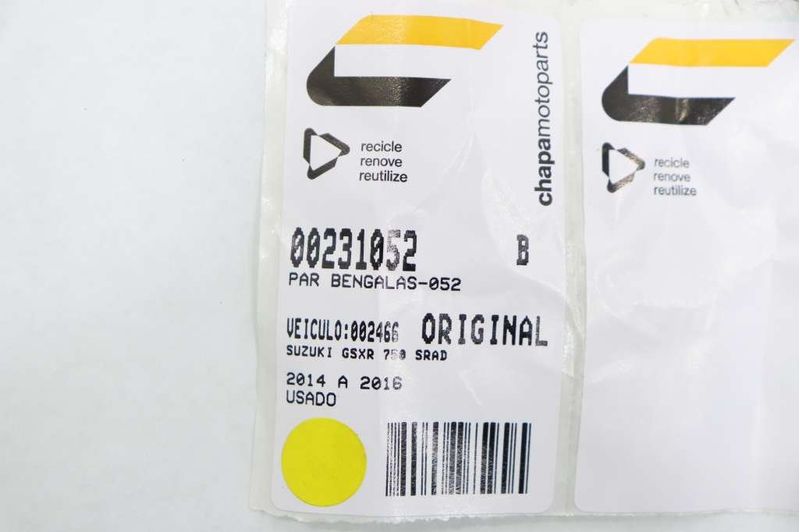 chapamotoparts
recicle
renove
reutilize
00231052 B
PAR BENGALAS-052
VEICULO:002466 ORIGINAL
SUZUKI GSXR 750 SRAD
2014 A 2016
USADO
recicle
renove
reutilize